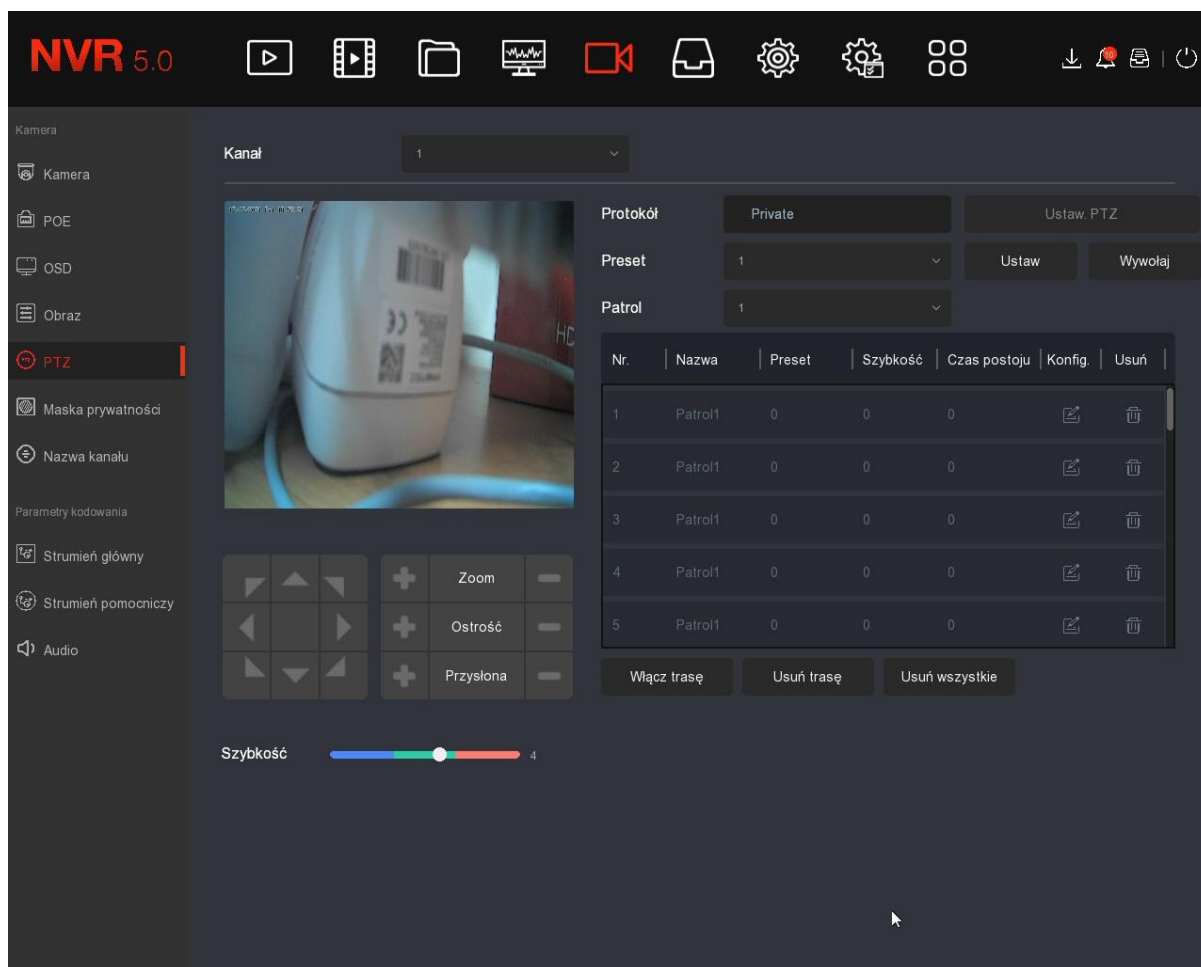 NVR 5.0
10
Kamera
Kamera
POE
OSD
Obraz
PTZ
Maska prywatności
Nazwa kanału
Parametry kodowania
Strumień główny
Strumień pomocniczy
Audio
Kanał 1
HD
Protokół Private Ustaw. PTZ
Preset 1 Ustaw Wywołaj
Patrol 1
Nr. Nazwa Preset Szybkość Czas postoju Konfig. Usuń
1 Patrol1 0 0 0
2 Patrol1 0 0 0
3 Patrol1 0 0 0
4 Patrol1 0 0 0
5 Patrol1 0 0 0
Włącz trasę Usuń trasę Usuń wszystkie
Zoom
Ostrość
Przysłona
Szybkość 4